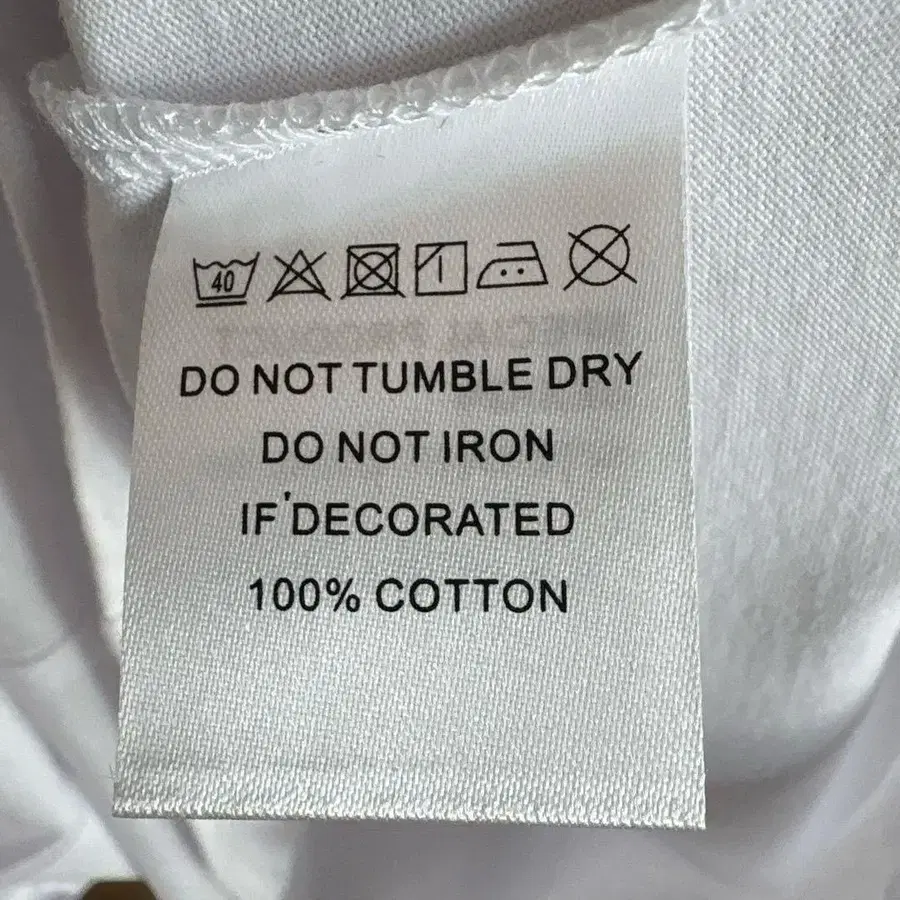 40
DO NOT TUMBLE DRY
DO NOT IRON
IF'DECORATED
100% COTTON